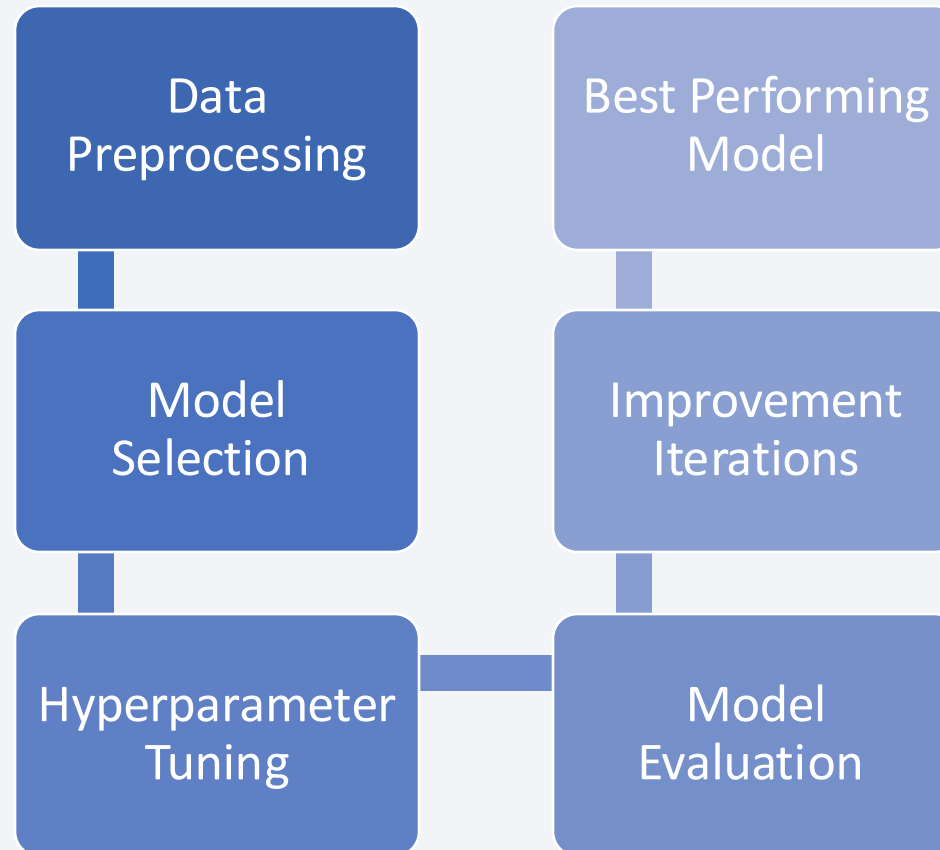 Data
Preprocessing
Model
Selection
Hyperparameter
Tuning
Model
Evaluation
Improvement
Iterations
Best Performing
Model